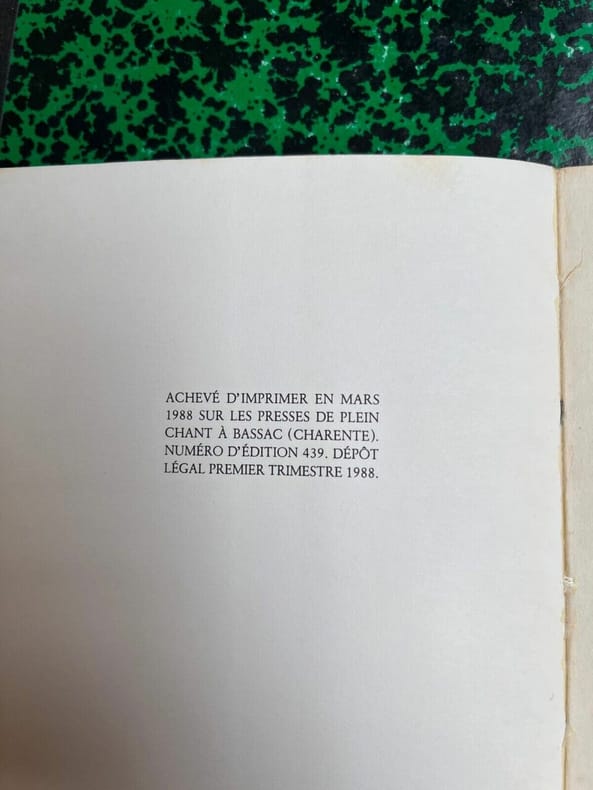 ACHEVÉ D'IMPRIMER EN MARS
1988 SUR LES PRESSES DE PLEIN
CHANT À BASSAC (CHARENTE).
NUMÉRO D'ÉDITION 439. DÉPÔT
LÉGAL PREMIER TRIMESTRE 1988.